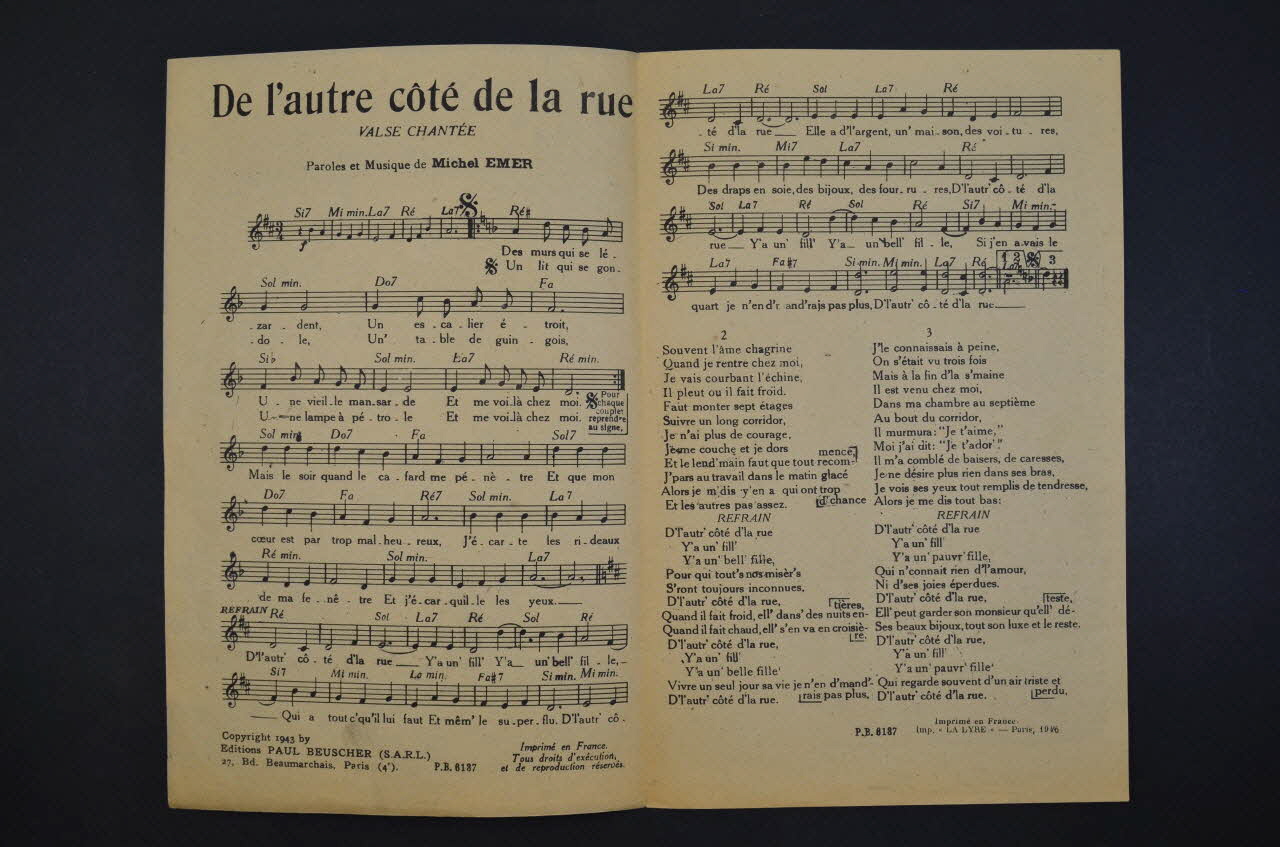 De l'autre côté de la rue
VALSE CHANTÉE
Paroles et Musique de Michel EMER
Si7 Mi min. La7 Ré La7 Ré#
Des murs qui se lé -
Un lit qui se gon -
Sol min. Do7 Fa
- zar - dent, Un es - ca - lier é - troit,
- do - le, Un' ta - ble de guin - gois,
Si♭ Sol min. La7 Ré min.
U - ne vieil - le man - sar - de Et me voi - là chez moi.
U - ne lampe à pé - tro - le Et me voi - là chez moi.
Pour
chaque
couplet
reprendre
au signe,
Sol min. Do7 Fa Sol7
Mais le soir quand le ca - fard me pé - nè - tre Et que mon
Do7 Fa Ré7 Sol min. La7
cœur est par trop mal - heu - reux, J'é - car - te les ri - deaux
Ré min. Sol min. La7
de ma fe - nê - tre Et j'é - car - quil - le les yeux.
REFRAIN Ré Sol La7 Ré Sol Ré
D'l'autr' cô - té d'la rue Y'a un' fill' Y'a un' bell' fil - le,
Si7 Mi min. La min. Fa#7 Si min. Mi min.
Qui a tout c'qu'il lui faut Et mêm' le su - per - flu. D'l'autr' cô -
Copyright 1943 by
Editions PAUL BEUSCHER (S.A.R.L.)
27, Bd. Beaumarchais, Paris (4e). P.B. 6187
Imprimé en France.
Tous droits d'exécution,
et de reproduction réservés.
La7 Ré Sol La7 Ré
- té d'la rue Elle a d'l'argent, un' mai - son, des voi - tu - res,
Si min. Mi7 La7 Ré
Des draps en soie, des bijoux, des four - ru - res, D'l'autr' cô - té d'la
Sol La7 Ré Sol Ré Si7 Mi min.
rue Y'a un' fill' Y'a un' bell' fil - le, Si j'en a - vais le
La7 Fa#7 Si min. Mi min. La7 Ré 1 2 3
La7
quart je n'en d'mand'rais pas plus, D'l'autr' cô - té d'la rue
2
Souvent l'âme chagrine
Quand je rentre chez moi,
Je vais courbant l'échine,
Il pleut ou il fait froid.
Faut monter sept étages
Suivre un long corridor,
Je n'ai plus de courage,
Je me couche et je dors
Et le lend'main faut que tout recom- [mence,
J'pars au travail dans le matin glacé
Alors je m'dis y'en a qui ont trop
Et les autres pas assez. [d'chance
REFRAIN
D'l'autr' côté d'la rue
Y'a un' fill'
Y'a un' bell' fille,
Pour qui tout's nos misèr's
S'ront toujours inconnues.
D'l'autr' côté d'la rue, [tières,
Quand il fait froid, ell' dans' des nuits en-
Quand il fait chaud, ell' s'en va en croisiè-
D'l'autr' côté d'la rue, [re.
Y'a un' fill'
Y'a un' belle fille
Vivre un seul jour sa vie je n'en d'mand'-
D'l'autr' côté d'la rue. [rais pas plus,
3
J'le connaissais à peine,
On s'était vu trois fois
Mais à la fin d'la s'maine
Il est venu chez moi,
Dans ma chambre au septième
Au bout du corridor,
Il murmura: "Je t'aime,"
Moi j'ai dit: "Je t'ador'."
Il m'a comblé de baisers, de caresses,
Je ne désire plus rien dans ses bras,
Je vois ses yeux tout remplis de tendresse,
Alors je me dis tout bas:
REFRAIN
D'l'autr' côté d'la rue
Y'a un' fill'
Y'a un' pauvr' fille,
Qui n'connait rien d'l'amour,
Ni d'ses joies éperdues.
D'l'autr' côté d'la rue, [teste,
Ell' peut garder son monsieur qu'ell' dé-
Ses beaux bijoux, tout son luxe et le reste.
D'l'autr' côté d'la rue,
Y'a un' fill'
Y'a un' pauvr' fille
Qui regarde souvent d'un air triste et
D'l'autr' côté d'la rue. [perdu,
P.B. 6187
Imprimé en France.
Imp. « LA LYRE » — Paris, 1946